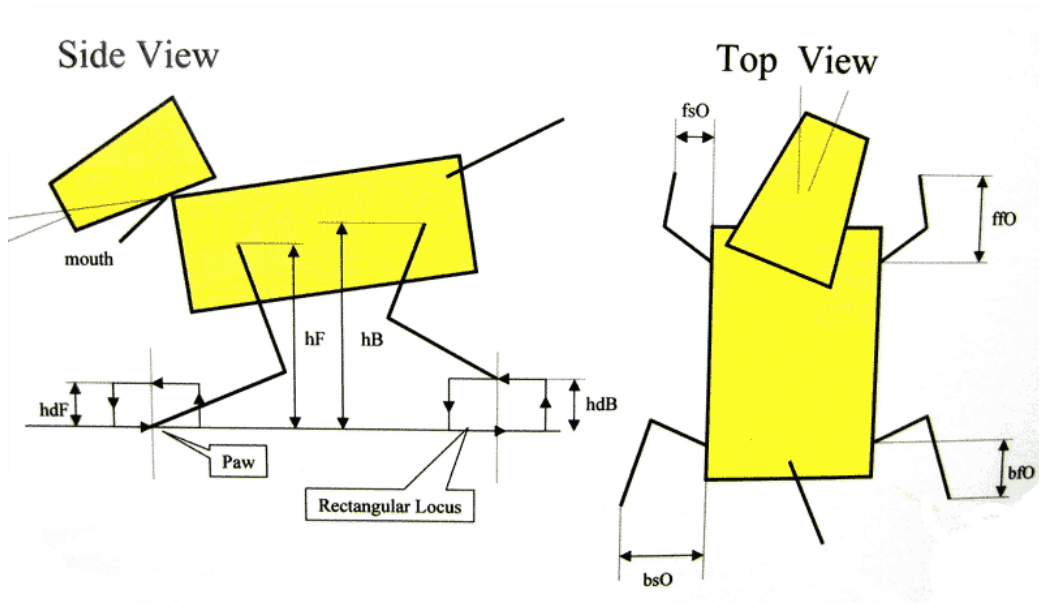 Side View
Top View
fsO
ffO
mouth
hF
hB
hdF
hdB
Paw
Rectangular Locus
bfO
bsO